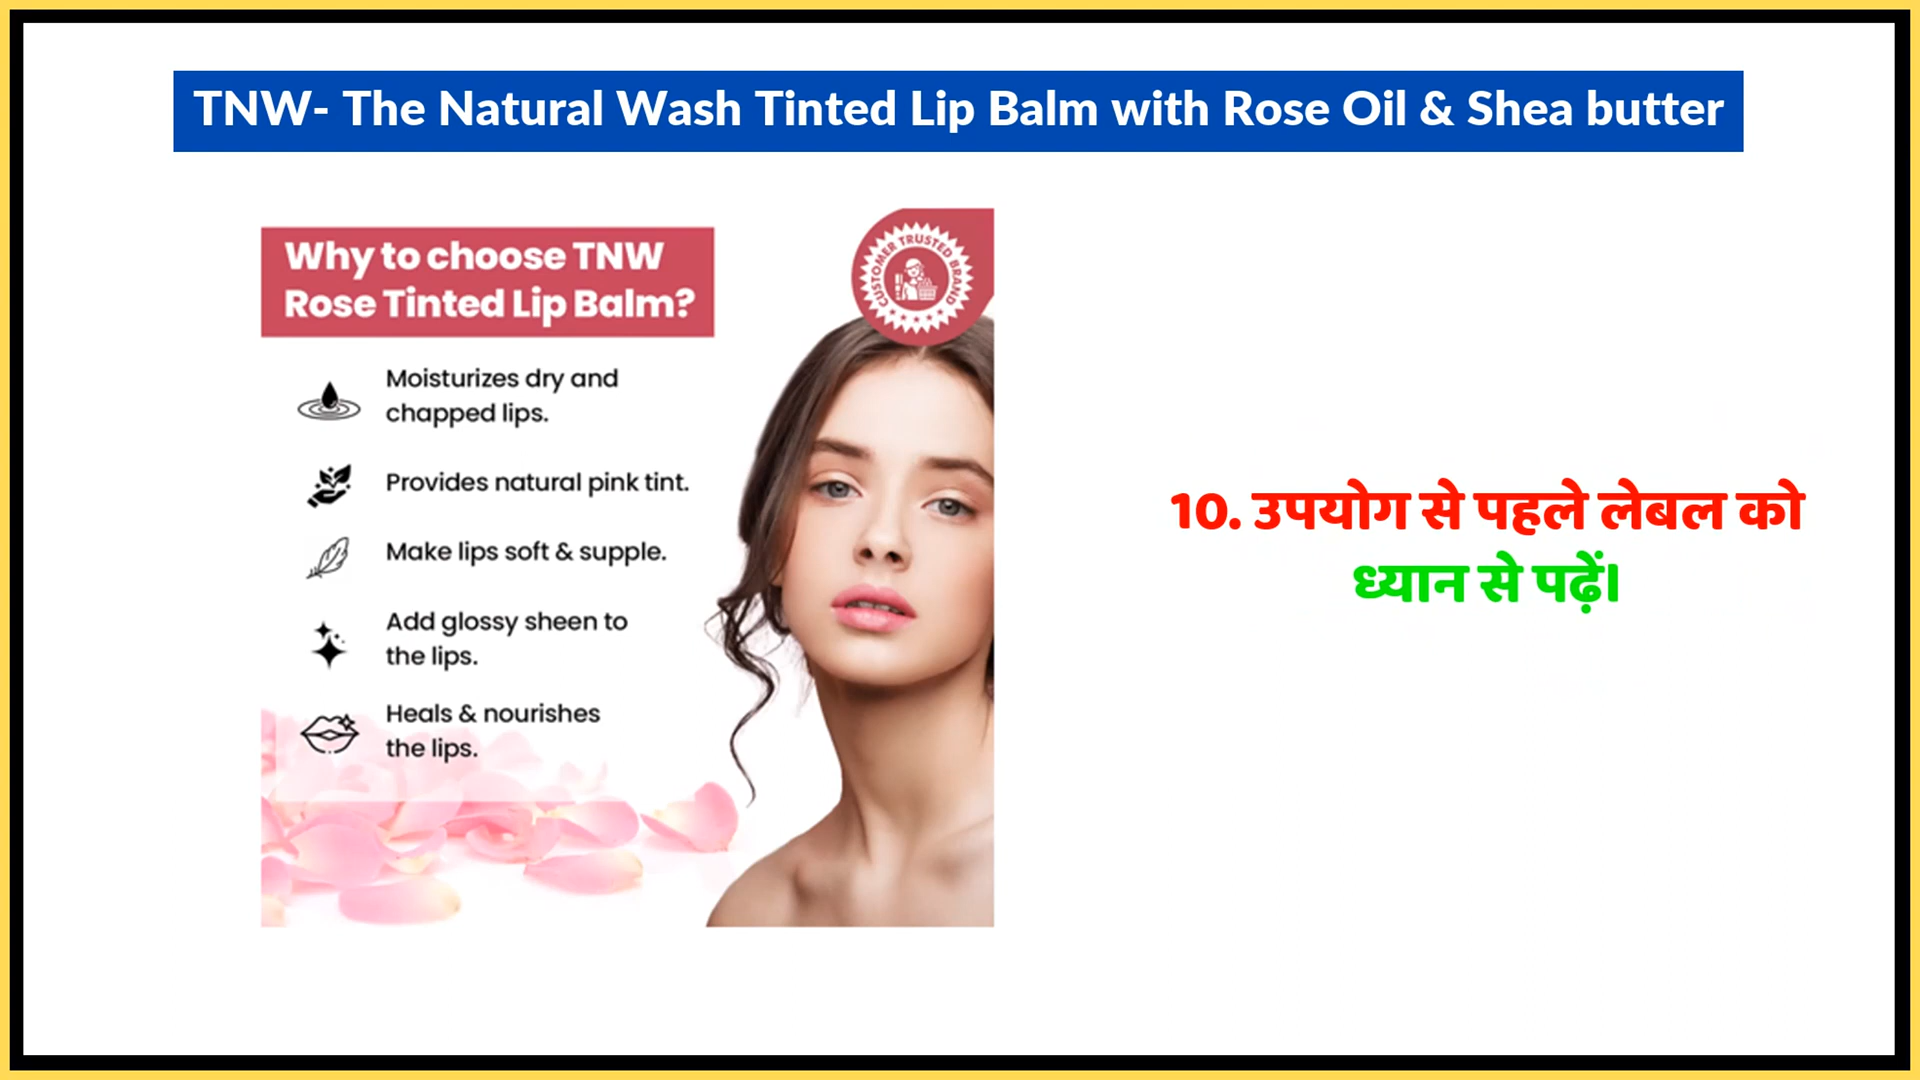 TNW- The Natural Wash Tinted Lip Balm with Rose Oil & Shea butter
Why to choose TNW
Rose Tinted Lip Balm?
CUSTOMER TRUSTED BRAND
Moisturizes dry and
chapped lips.
Provides natural pink tint.
Make lips soft & supple.
Add glossy sheen to
the lips.
Heals & nourishes
the lips.
10. उपयोग से पहले लेबल को
ध्यान से पढ़ें।